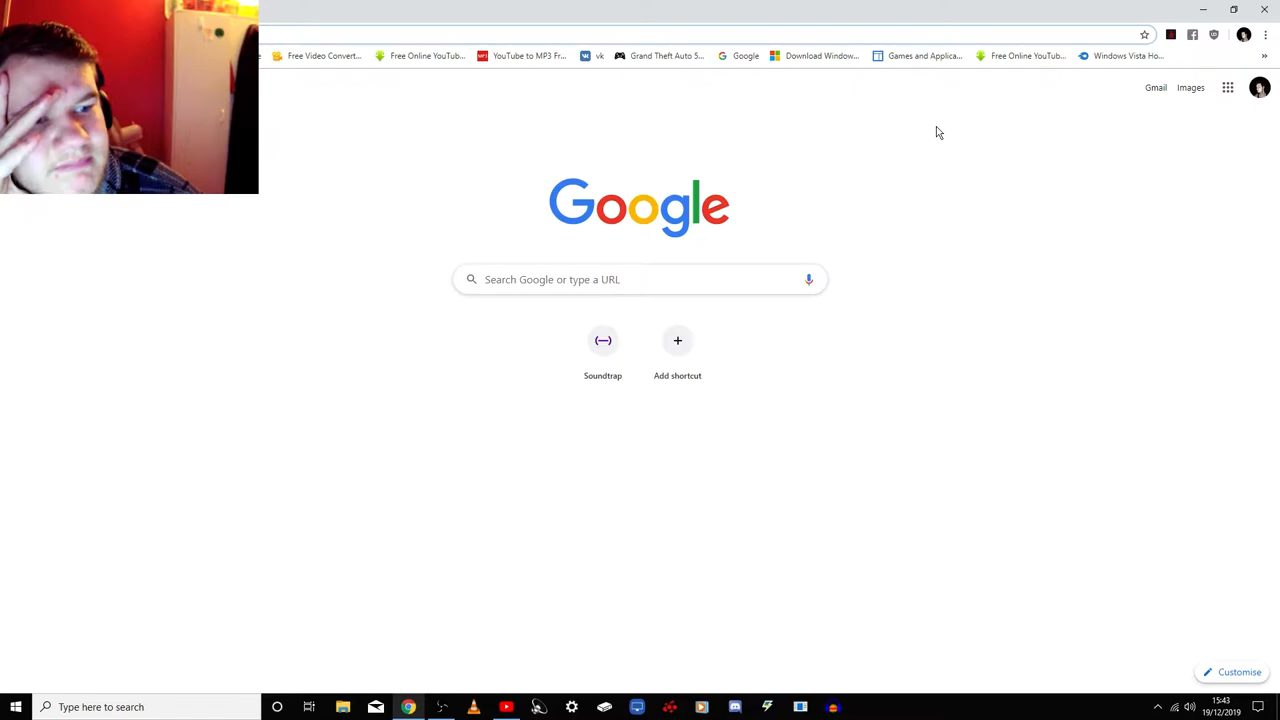 Free Video Convert...
Free Online YouTub...
MP3
YouTube to MP3 Fr...
vk
Grand Theft Auto 5...
Google
Download Window...
Games and Applica...
Free Online YouTub...
Windows Vista Ho...
»
Gmail
Images
Google
Search Google or type a URL
Soundtrap
Add shortcut
Customise
Type here to search
15:43
19/12/2019